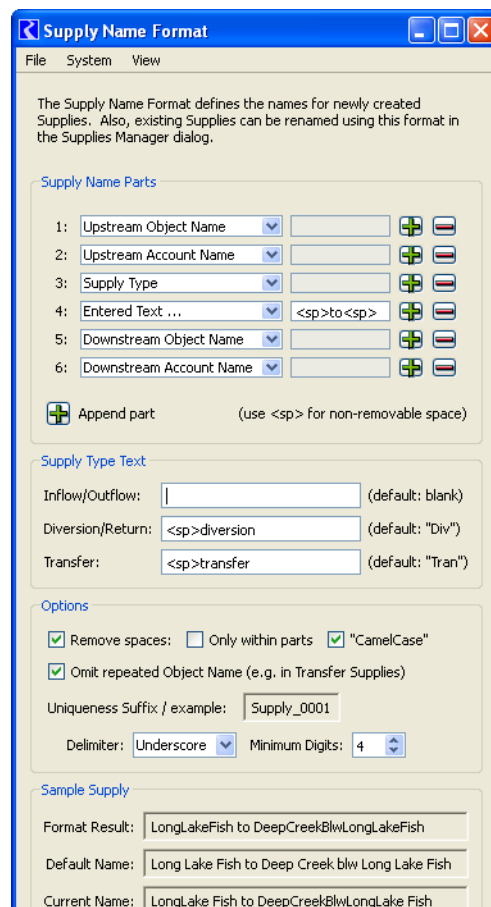 Supply Name Format
File System View
The Supply Name Format defines the names for newly created
Supplies. Also, existing Supplies can be renamed using this format in
the Supplies Manager dialog.
Supply Name Parts
1: Upstream Object Name
2: Upstream Account Name
3: Supply Type
4: Entered Text ... <sp>to<sp>
5: Downstream Object Name
6: Downstream Account Name
Append part (use <sp> for non-removable space)
Supply Type Text
Inflow/Outflow: (default: blank)
Diversion/Return: <sp>diversion (default: "Div")
Transfer: <sp>transfer (default: "Tran")
Options
Remove spaces: Only within parts "CamelCase"
Omit repeated Object Name (e.g. in Transfer Supplies)
Uniqueness Suffix / example: Supply_0001
Delimiter: Underscore Minimum Digits: 4
Sample Supply
Format Result: LongLakeFish to DeepCreekBlwLongLakeFish
Default Name: Long Lake Fish to Deep Creek blw Long Lake Fish
Current Name: LongLake Fish to DeepCreekBlwLongLake Fish